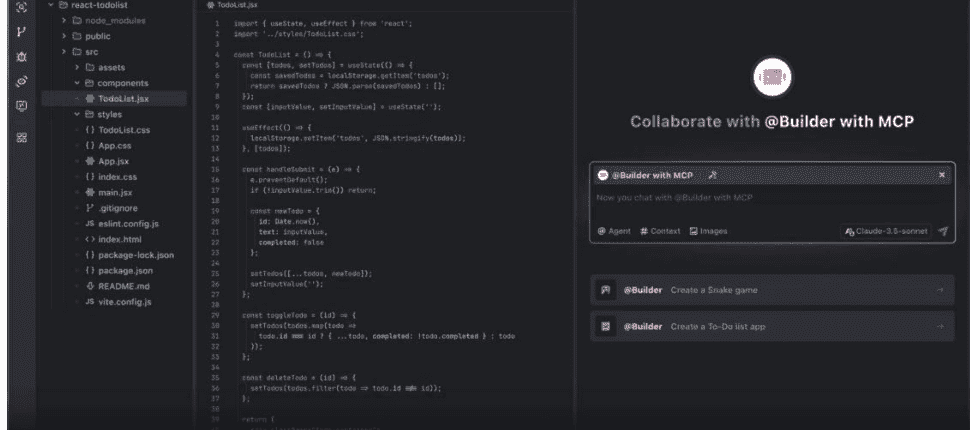 react-todolist
node_modules
public
src
assets
components
TodoList.jsx
styles
TodoList.css
App.css
App.jsx
index.css
main.jsx
.gitignore
JS eslint.config.js
index.html
package-lock.json
package.json
README.md
JS vite.config.js
TodoList.jsx
1 import { useState, useEffect } from 'react';
2 import '../styles/TodoList.css';
3
4 const TodoList = () => {
5 const [todos, setTodos] = useState(() => {
6 const savedTodos = localStorage.getItem('todos');
7 return savedTodos ? JSON.parse(savedTodos) : [];
8 });
9 const [inputValue, setInputValue] = useState('');
10
11 useEffect(() => {
12 localStorage.setItem('todos', JSON.stringify(todos));
13 }, [todos]);
14
15 const handleSubmit = (e) => {
16 e.preventDefault();
17 if (!inputValue.trim()) return;
18
19 const newTodo = {
20 id: Date.now(),
21 text: inputValue,
22 completed: false
23 };
24
25 setTodos([...todos, newTodo]);
26 setInputValue('');
27 };
28
29 const toggleTodo = (id) => {
30 setTodos(todos.map(todo =>
31 todo.id === id ? { ...todo, completed: !todo.completed } : todo
32 ));
33 };
34
35 const deleteTodo = (id) => {
36 setTodos(todos.filter(todo => todo.id !== id));
37 };
38
39 return (
Collaborate with @Builder with MCP
@Builder with MCP
Now you chat with @Builder with MCP
@ Agent # Context Images Claude-3.5-sonnet
@Builder Create a Snake game
@Builder Create a To-Do list app